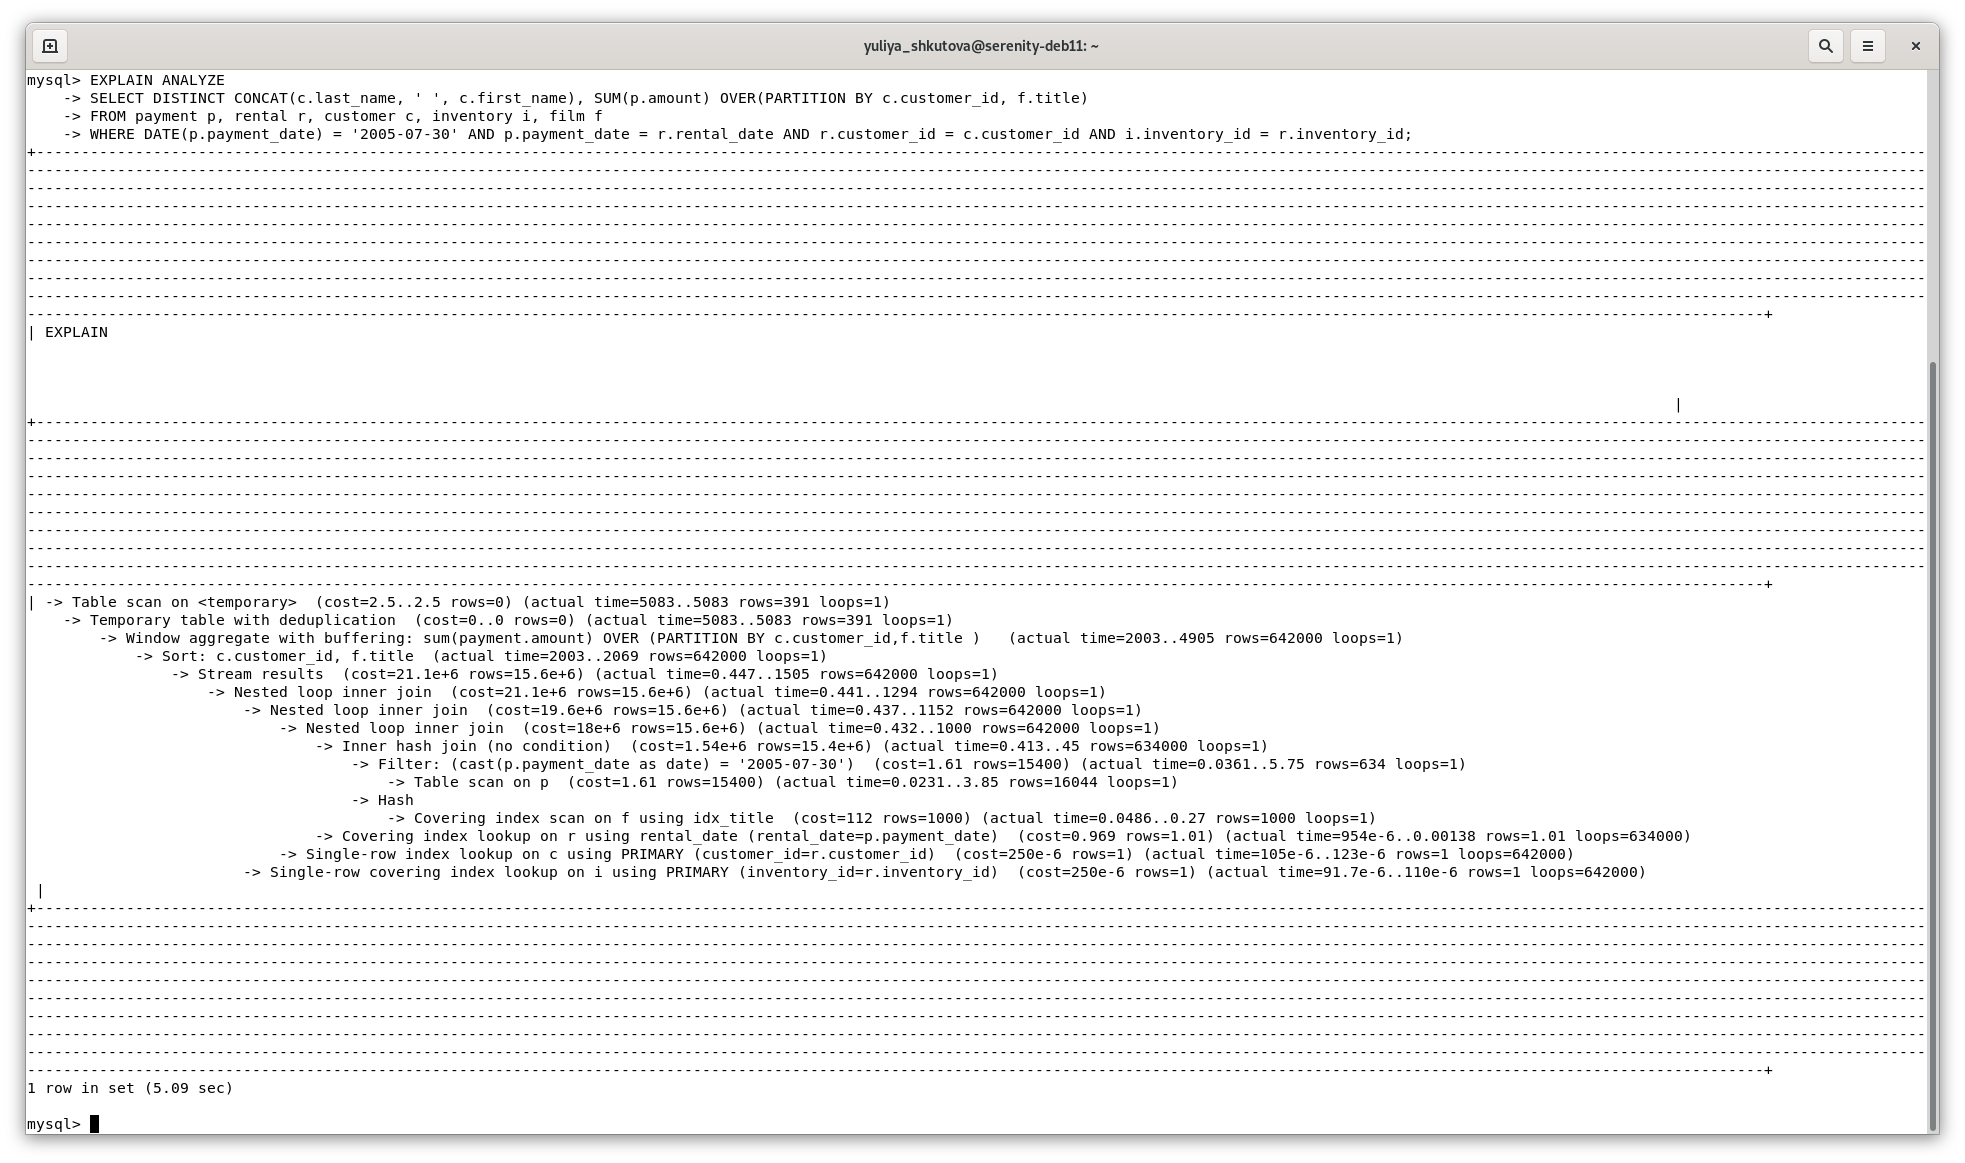 yuliya_shkutova@serenity-deb11: ~
mysql> EXPLAIN ANALYZE
    -> SELECT DISTINCT CONCAT(c.last_name, ' ', c.first_name), SUM(p.amount) OVER(PARTITION BY c.customer_id, f.title)
    -> FROM payment p, rental r, customer c, inventory i, film f
    -> WHERE DATE(p.payment_date) = '2005-07-30' AND p.payment_date = r.rental_date AND r.customer_id = c.customer_id AND i.inventory_id = r.inventory_id;
| EXPLAIN
|
| -> Table scan on <temporary>  (cost=2.5..2.5 rows=0) (actual time=5083..5083 rows=391 loops=1)
    -> Temporary table with deduplication  (cost=0..0 rows=0) (actual time=5083..5083 rows=391 loops=1)
        -> Window aggregate with buffering: sum(payment.amount) OVER (PARTITION BY c.customer_id,f.title )   (actual time=2003..4905 rows=642000 loops=1)
            -> Sort: c.customer_id, f.title  (actual time=2003..2069 rows=642000 loops=1)
                -> Stream results  (cost=21.1e+6 rows=15.6e+6) (actual time=0.447..1505 rows=642000 loops=1)
                    -> Nested loop inner join  (cost=21.1e+6 rows=15.6e+6) (actual time=0.441..1294 rows=642000 loops=1)
                        -> Nested loop inner join  (cost=19.6e+6 rows=15.6e+6) (actual time=0.437..1152 rows=642000 loops=1)
                            -> Nested loop inner join  (cost=18e+6 rows=15.6e+6) (actual time=0.432..1000 rows=642000 loops=1)
                                -> Inner hash join (no condition)  (cost=1.54e+6 rows=15.4e+6) (actual time=0.413..45 rows=634000 loops=1)
                                    -> Filter: (cast(p.payment_date as date) = '2005-07-30')  (cost=1.61 rows=15400) (actual time=0.0361..5.75 rows=634 loops=1)
                                        -> Table scan on p  (cost=1.61 rows=15400) (actual time=0.0231..3.85 rows=16044 loops=1)
                                    -> Hash
                                        -> Covering index scan on f using idx_title  (cost=112 rows=1000) (actual time=0.0486..0.27 rows=1000 loops=1)
                                -> Covering index lookup on r using rental_date (rental_date=p.payment_date)  (cost=0.969 rows=1.01) (actual time=954e-6..0.00138 rows=1.01 loops=634000)
                            -> Single-row index lookup on c using PRIMARY (customer_id=r.customer_id)  (cost=250e-6 rows=1) (actual time=105e-6..123e-6 rows=1 loops=642000)
                        -> Single-row covering index lookup on i using PRIMARY (inventory_id=r.inventory_id)  (cost=250e-6 rows=1) (actual time=91.7e-6..110e-6 rows=1 loops=642000)
 |
1 row in set (5.09 sec)
mysql>